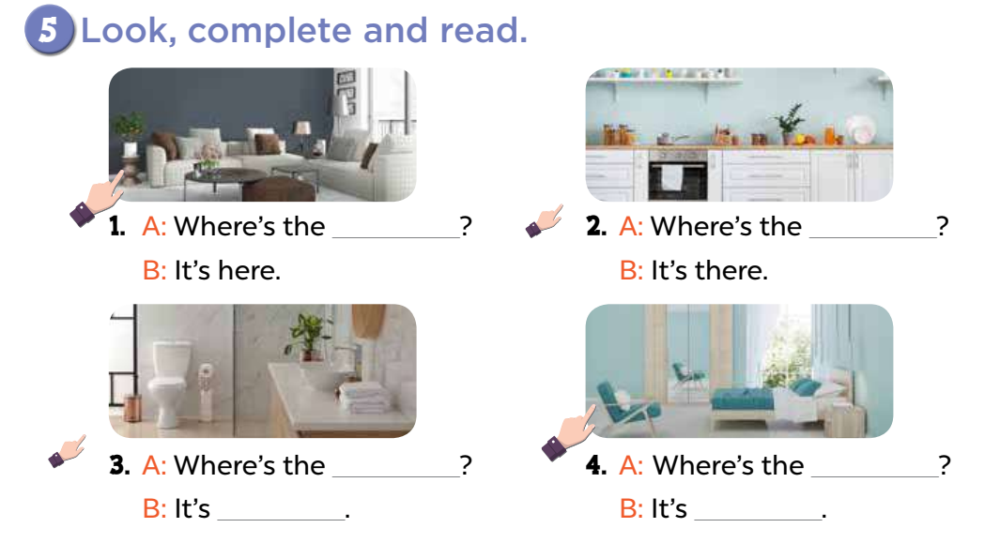 5 Look, complete and read.
1. A: Where's the __________?
B: It's here.
2. A: Where's the __________?
B: It's there.
3. A: Where's the __________?
B: It's __________.
4. A: Where's the __________?
B: It's __________.